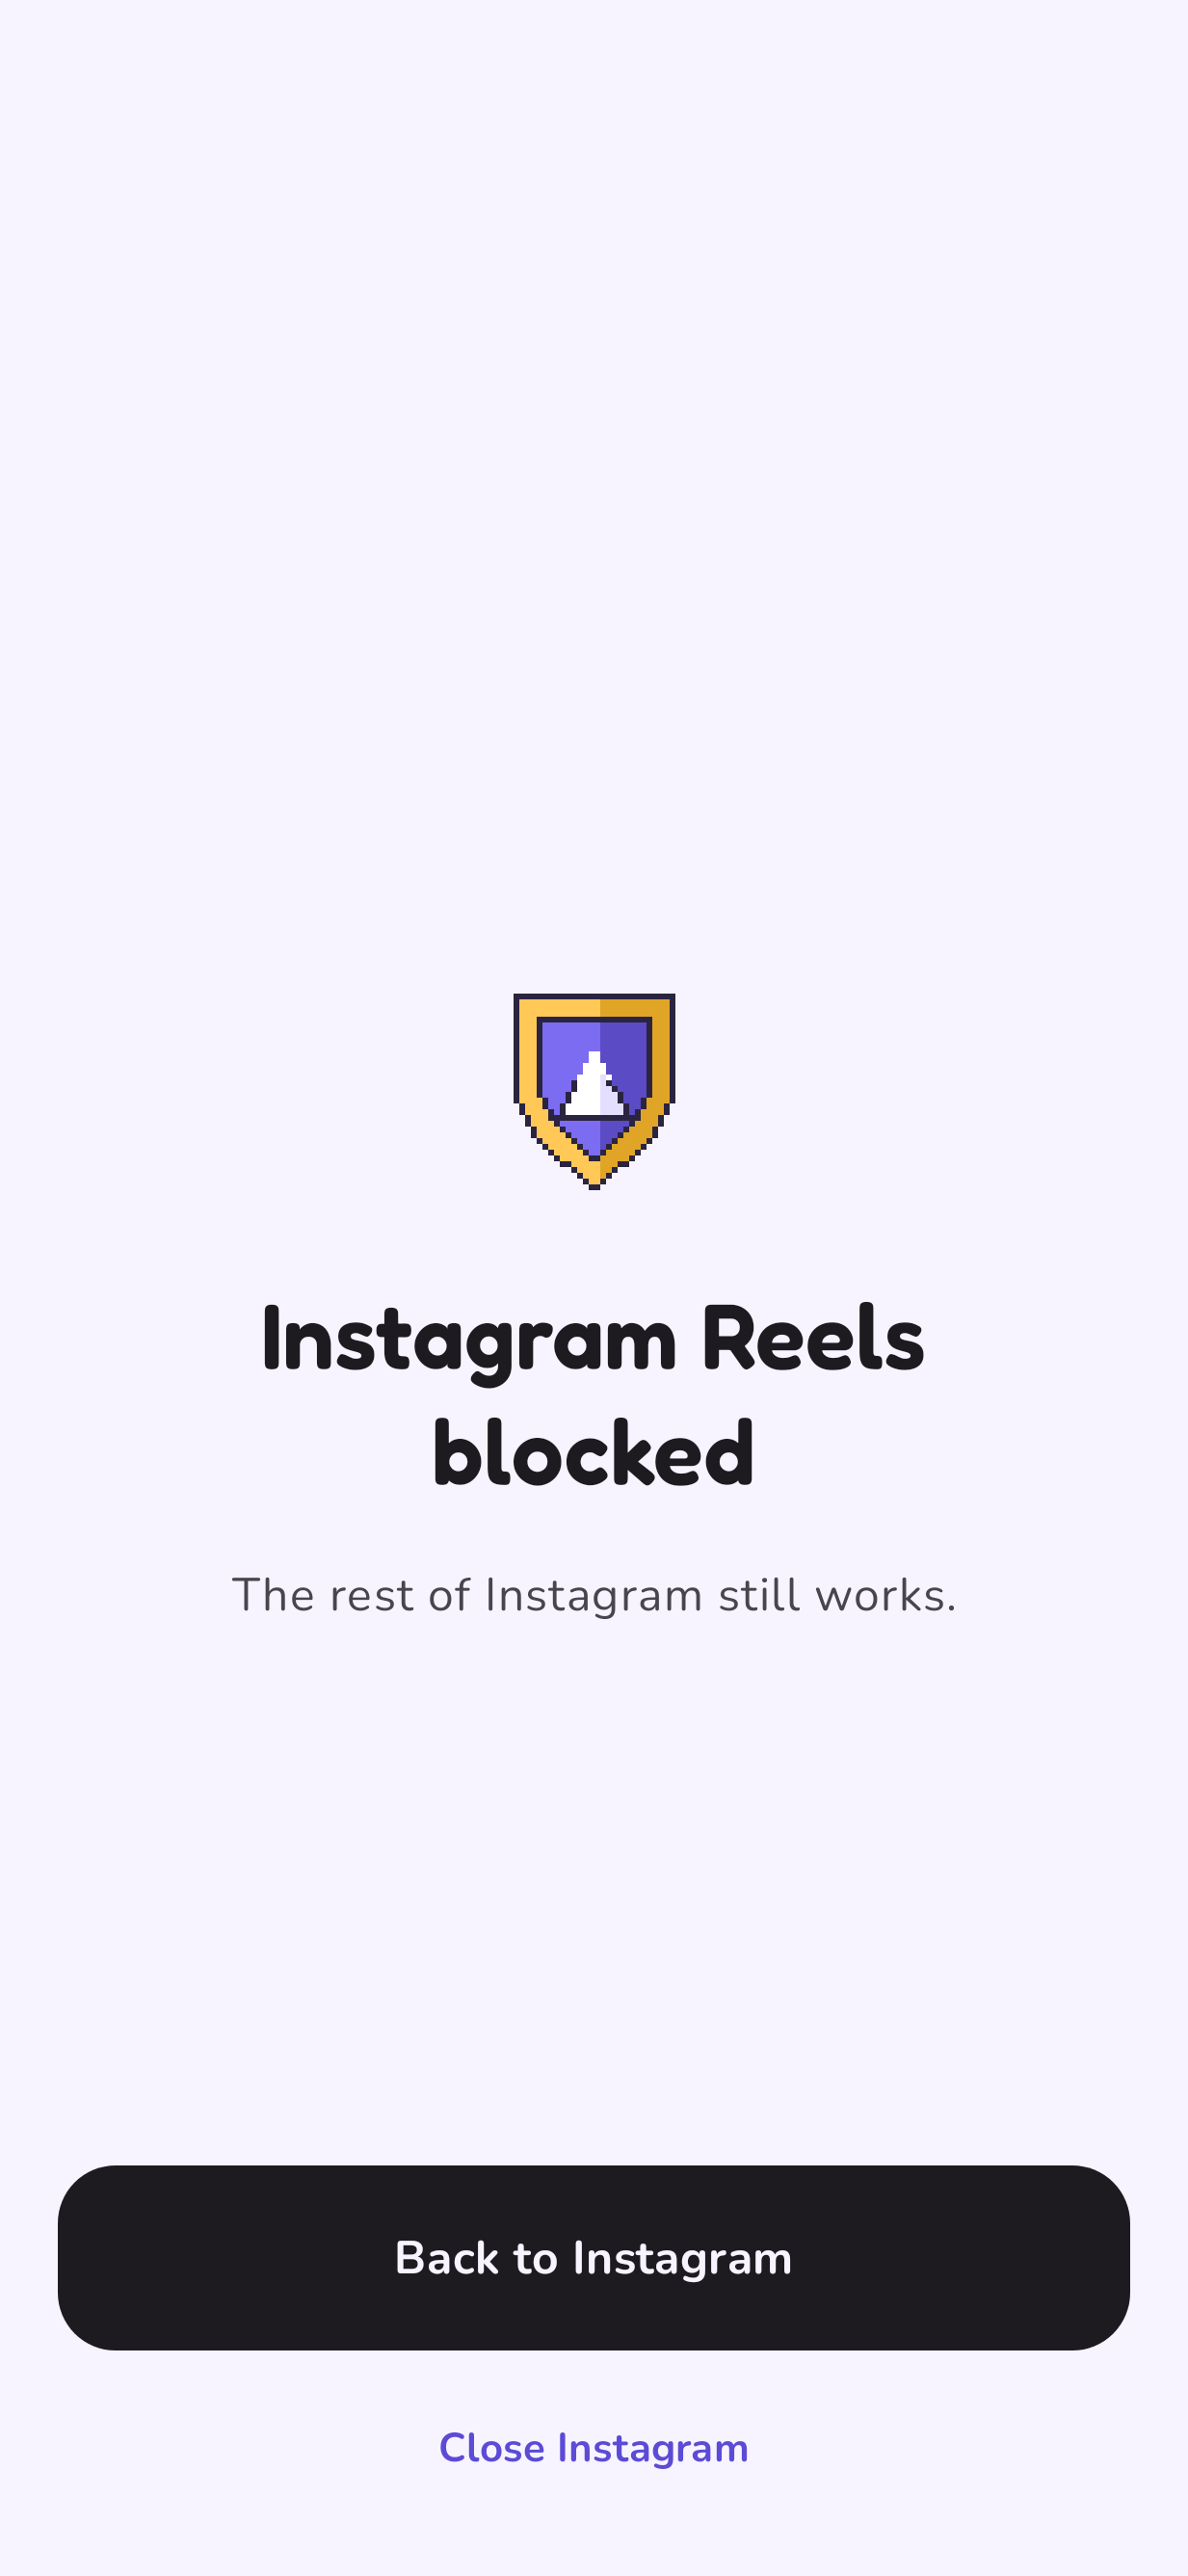 Instagram Reels
blocked
The rest of Instagram still works.
Back to Instagram
Close Instagram